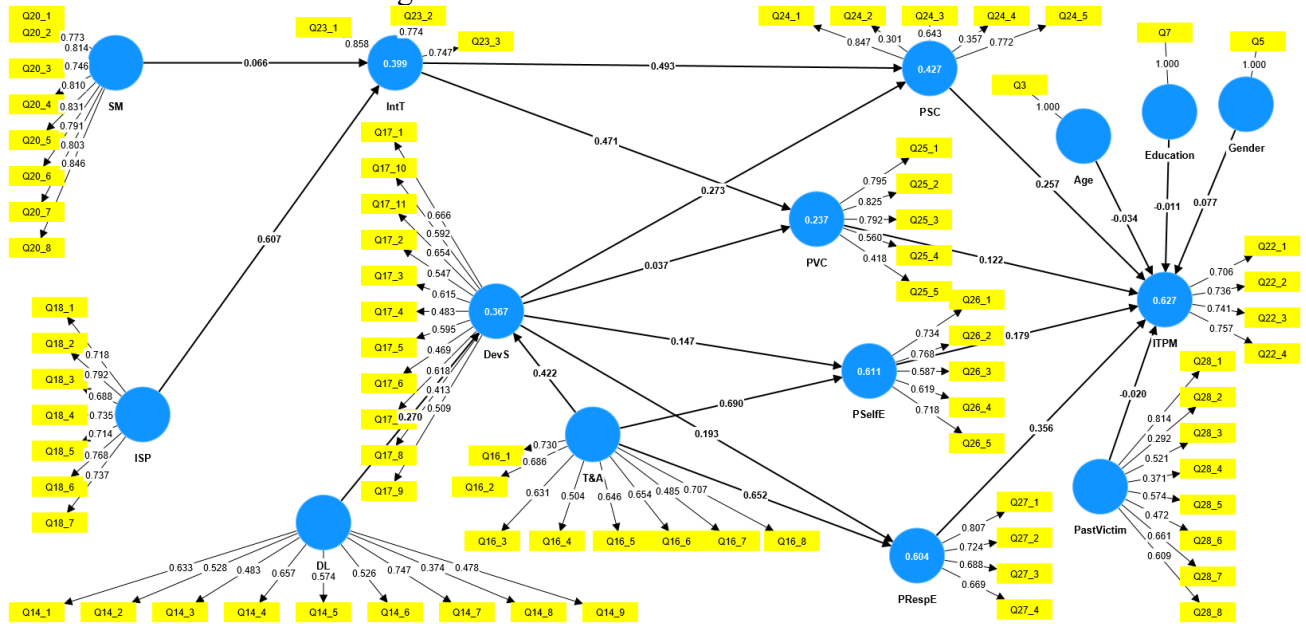 Q20_1
Q20_2
Q20_3
Q20_4
Q20_5
Q20_6
Q20_7
Q20_8
0.773
0.814
0.746
0.810
0.831
0.791
0.803
0.846
SM
0.066
Q23_1
Q23_2
Q23_3
0.858
0.774
0.747
0.399
IntT
0.493
0.471
Q24_1
Q24_2
Q24_3
Q24_4
Q24_5
0.847
0.301
0.643
0.357
0.772
0.427
PSC
0.257
Q3
1.000
Age
-0.034
Q7
1.000
Education
-0.011
Q5
1.000
Gender
0.077
Q18_1
Q18_2
Q18_3
Q18_4
Q18_5
Q18_6
Q18_7
0.718
0.792
0.688
0.735
0.714
0.768
0.737
ISP
0.607
Q17_1
Q17_10
Q17_11
Q17_2
Q17_3
Q17_4
Q17_5
Q17_6
Q17_
Q17_8
Q17_9
0.666
0.592
0.654
0.547
0.615
0.483
0.595
0.469
0.618
0.413
0.509
0.367
DevS
0.273
0.037
0.147
0.193
0.422
0.270
Q25_1
Q25_2
Q25_3
Q25_4
Q25_5
0.795
0.825
0.792
0.560
0.418
0.237
PVC
0.122
Q26_1
Q26_2
Q26_3
Q26_4
Q26_5
0.734
0.768
0.587
0.619
0.718
0.611
PSelfE
0.179
Q22_1
Q22_2
Q22_3
Q22_4
0.706
0.736
0.741
0.757
0.627
ITPM
Q16_1
Q16_2
Q16_3
Q16_4
Q16_5
Q16_6
Q16_7
Q16_8
0.730
0.686
0.631
0.504
0.646
0.654
0.485
0.707
T&A
0.690
0.652
Q27_1
Q27_2
Q27_3
Q27_4
0.807
0.724
0.688
0.669
0.604
PRespE
0.356
Q28_1
Q28_2
Q28_3
Q28_4
Q28_5
Q28_6
Q28_7
Q28_8
0.814
0.292
0.521
0.371
0.574
0.472
0.661
0.609
PastVictim
-0.020
DL
0.633
0.528
0.483
0.657
0.574
0.526
0.747
0.374
0.478
Q14_1
Q14_2
Q14_3
Q14_4
Q14_5
Q14_6
Q14_7
Q14_8
Q14_9